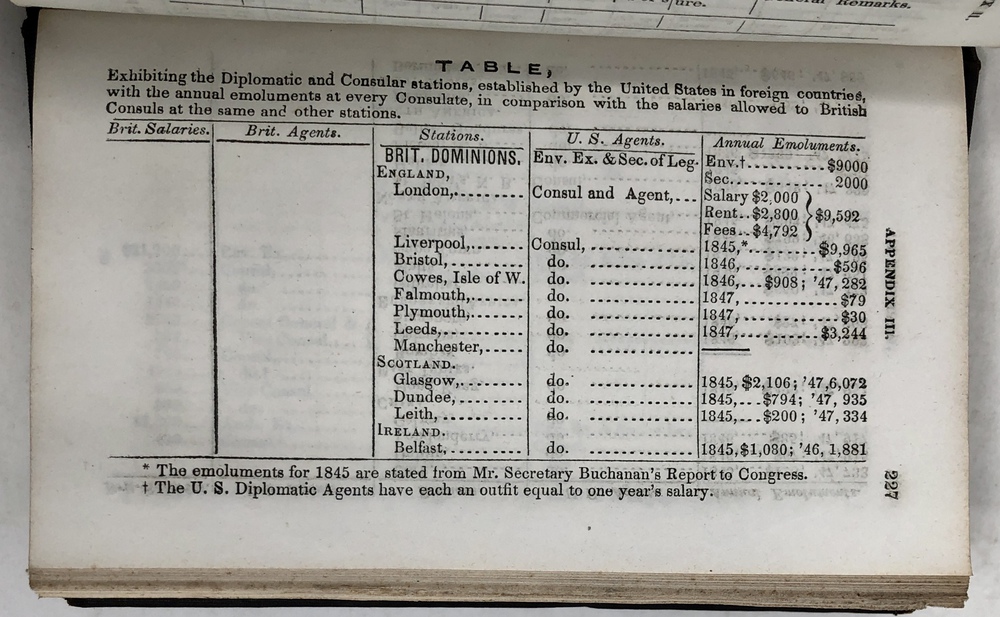 Remarks.
TABLE,
Exhibiting the Diplomatic and Consular stations, established by the United States in foreign countries,
with the annual emoluments at every Consulate, in comparison with the salaries allowed to British
Consuls at the same and other stations.
Brit. Salaries. Brit. Agents. Stations. U. S. Agents. Annual Emoluments.
BRIT. DOMINIONS, Env. Ex. & Sec. of Leg. Env.†.......... $9000
ENGLAND, Sec............ 2000
London,....... Consul and Agent,... Salary $2,000
Rent..$2,800 } $9,592
Fees..$4,792
Liverpool,...... Consul, ............ 1845,*.......... $9,965
Bristol, ........ do. ............ 1846,........... $596
Cowes, Isle of W. do. ............ 1846,...$908; '47, 282
Falmouth,...... do. ............ 1847, ........... $79
Plymouth,...... do. ............ 1847,............ $30
Leeds,......... do. ............ 1847,......... $3,244
Manchester,..... do. ............
SCOTLAND.
Glasgow,........ do. ............ 1845, $2,106; '47,6,072
Dundee,........ do. ............ 1845,...$794; '47, 935
Leith, ......... do. ............ 1845,...$200; '47, 334
IRELAND.
Belfast,......... do. ............ 1845,$1,080; '46, 1,881
* The emoluments for 1845 are stated from Mr. Secretary Buchanan's Report to Congress.
† The U. S. Diplomatic Agents have each an outfit equal to one year's salary.
APPENDIX III.
227